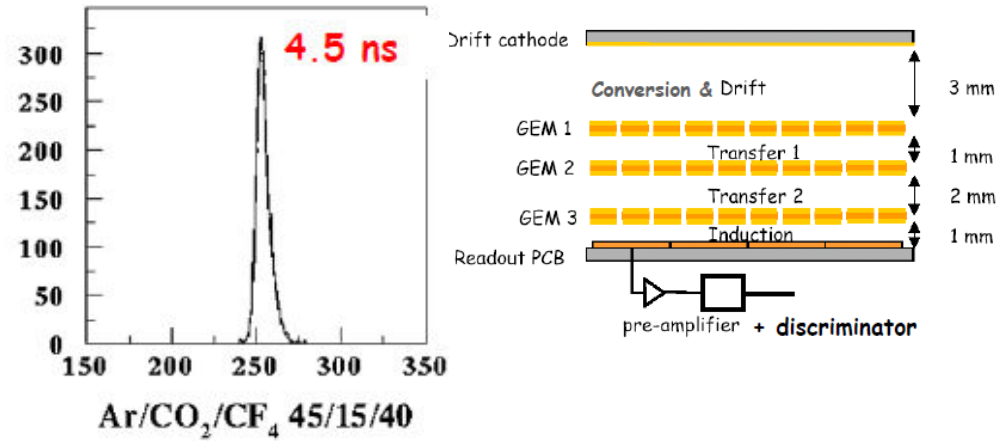 4.5 ns
300
250
200
150
100
50
0
150 200 250 300 350
Ar/CO₂/CF₄ 45/15/40
Drift cathode
Conversion & Drift
3 mm
GEM 1
Transfer 1
1 mm
GEM 2
Transfer 2
2 mm
GEM 3
Induction
1 mm
Readout PCB
pre-amplifier + discriminator